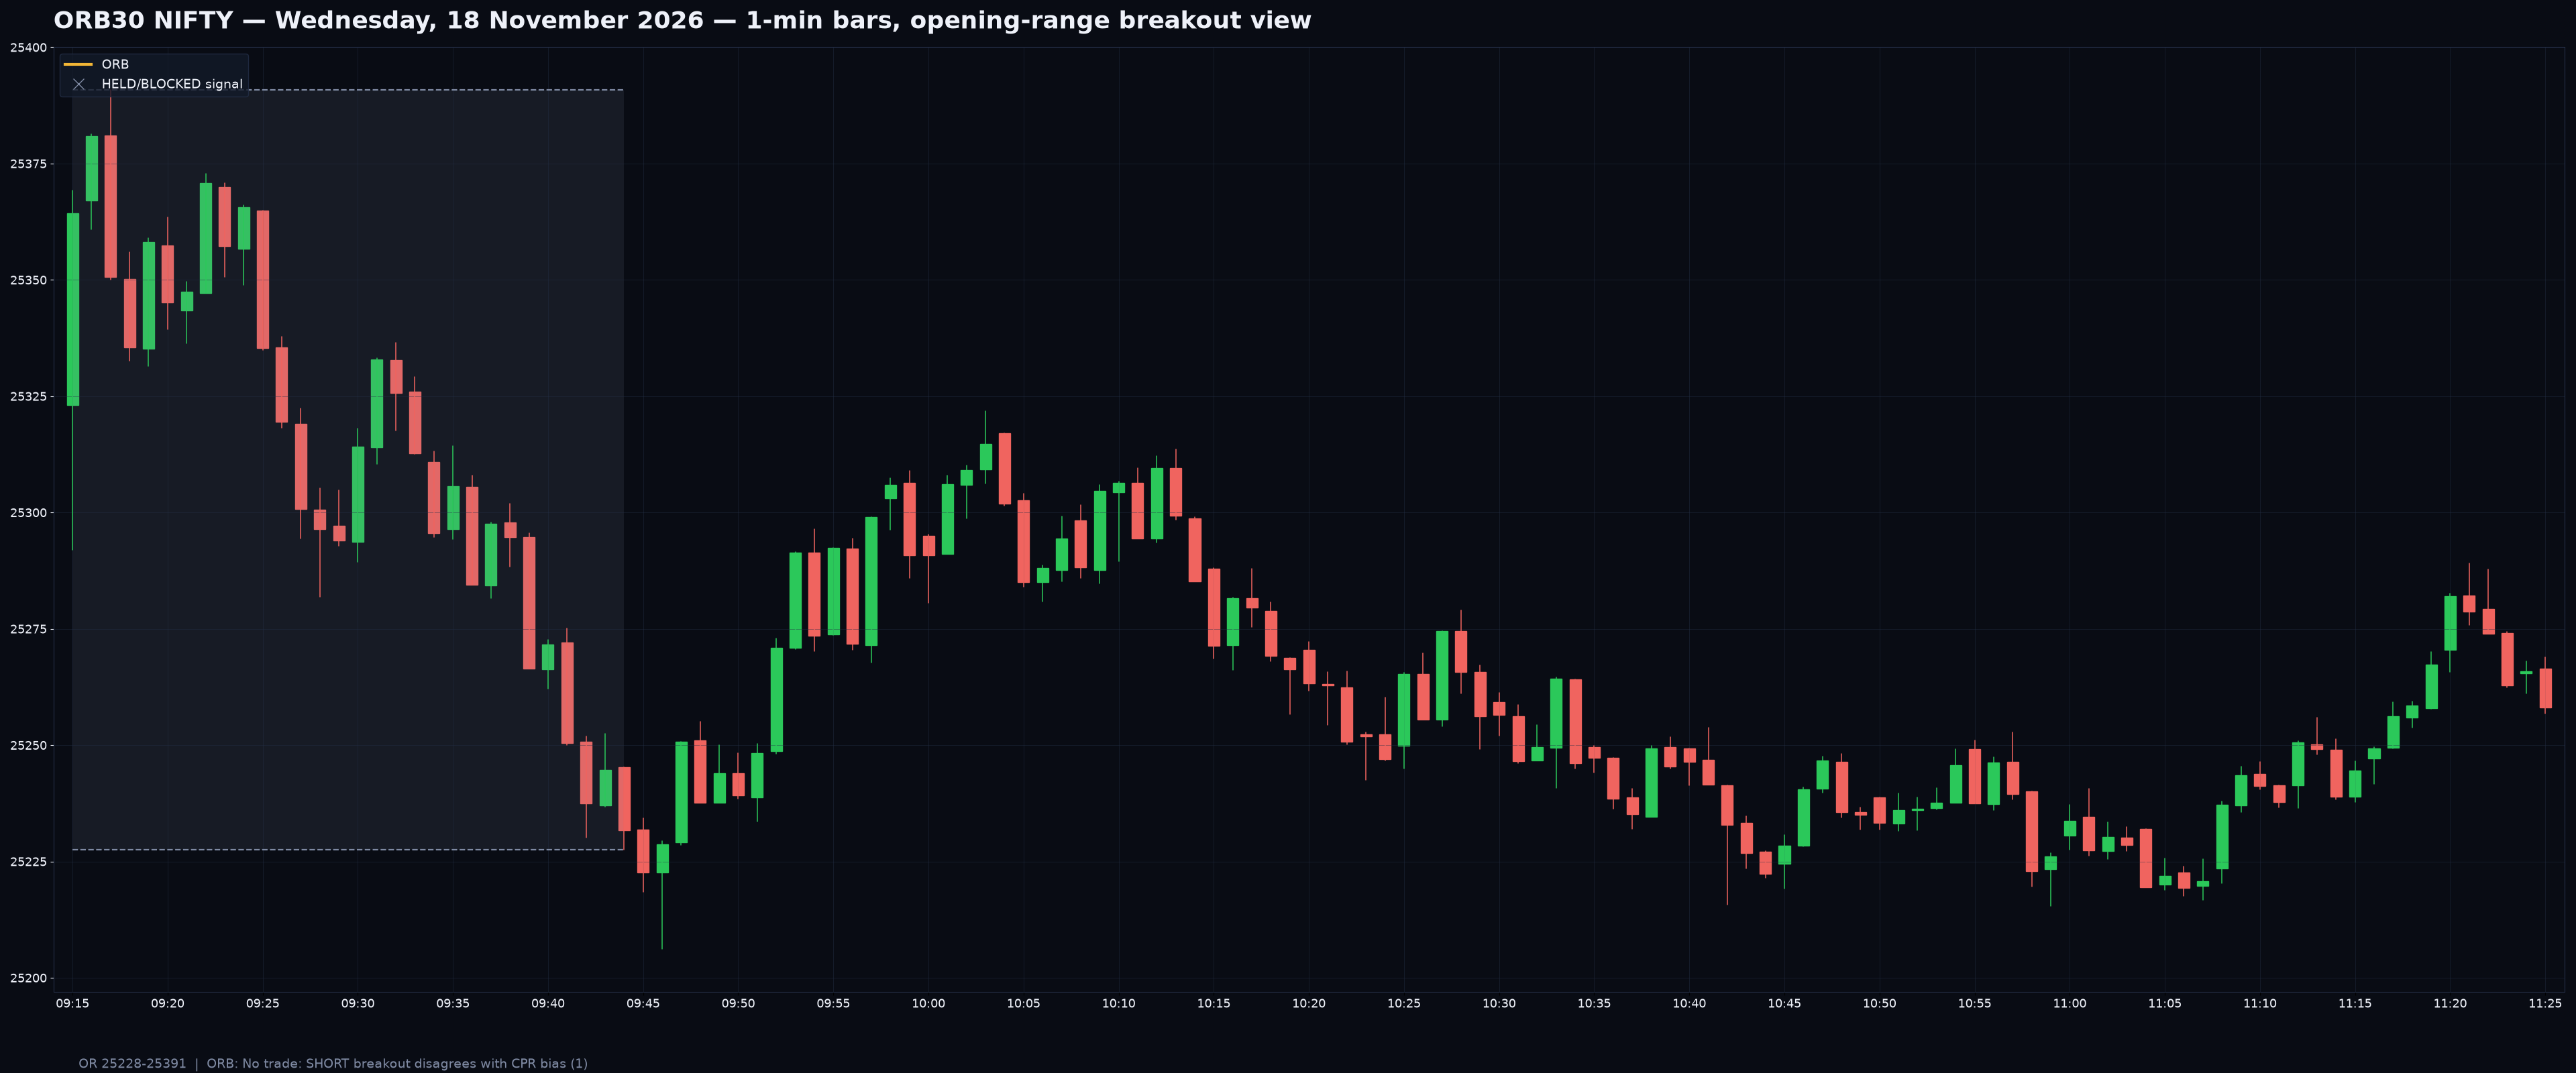 ORB30 NIFTY — Wednesday, 18 November 2026 — 1-min bars, opening-range breakout view
25400
ORB
HELD/BLOCKED signal
25375
25350
25325
25300
25275
25250
25225
25200
09:15 09:20 09:25 09:30 09:35 09:40 09:45 09:50 09:55 10:00 10:05 10:10 10:15 10:20 10:25 10:30 10:35 10:40 10:45 10:50 10:55 11:00 11:05 11:10 11:15 11:20 11:25
OR 25228-25391 | ORB: No trade: SHORT breakout disagrees with CPR bias (1)